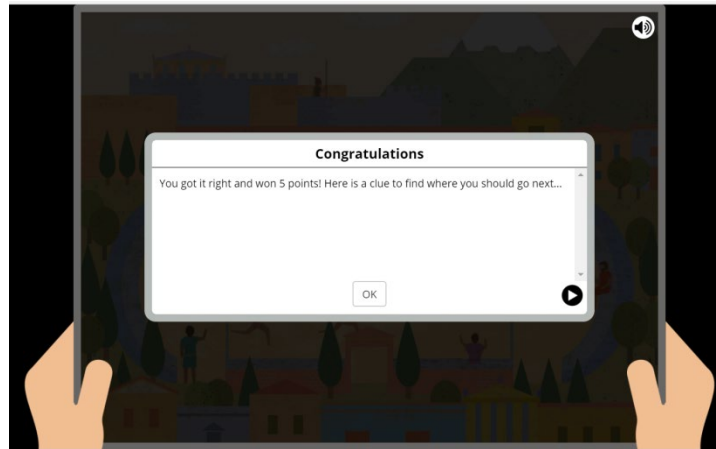 Congratulations
You got it right and won 5 points! Here is a clue to find where you should go next...
OK